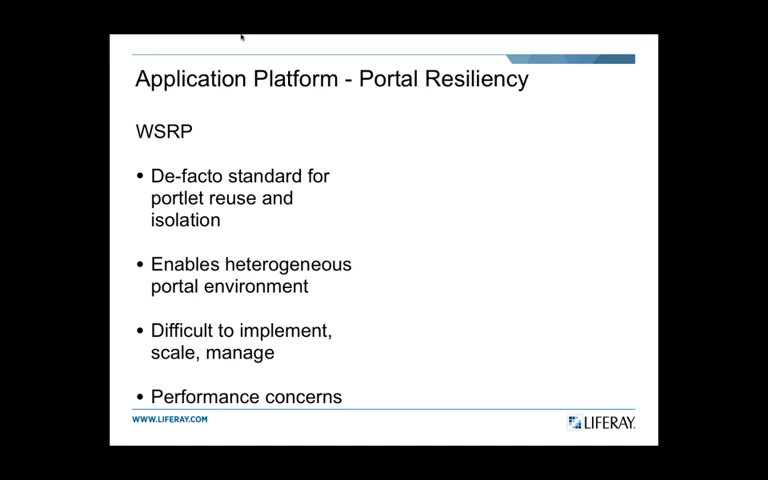 Application Platform - Portal Resiliency
WSRP
• De-facto standard for
portlet reuse and
isolation
• Enables heterogeneous
portal environment
• Difficult to implement,
scale, manage
• Performance concerns
WWW.LIFERAY.COM
LIFERAY.